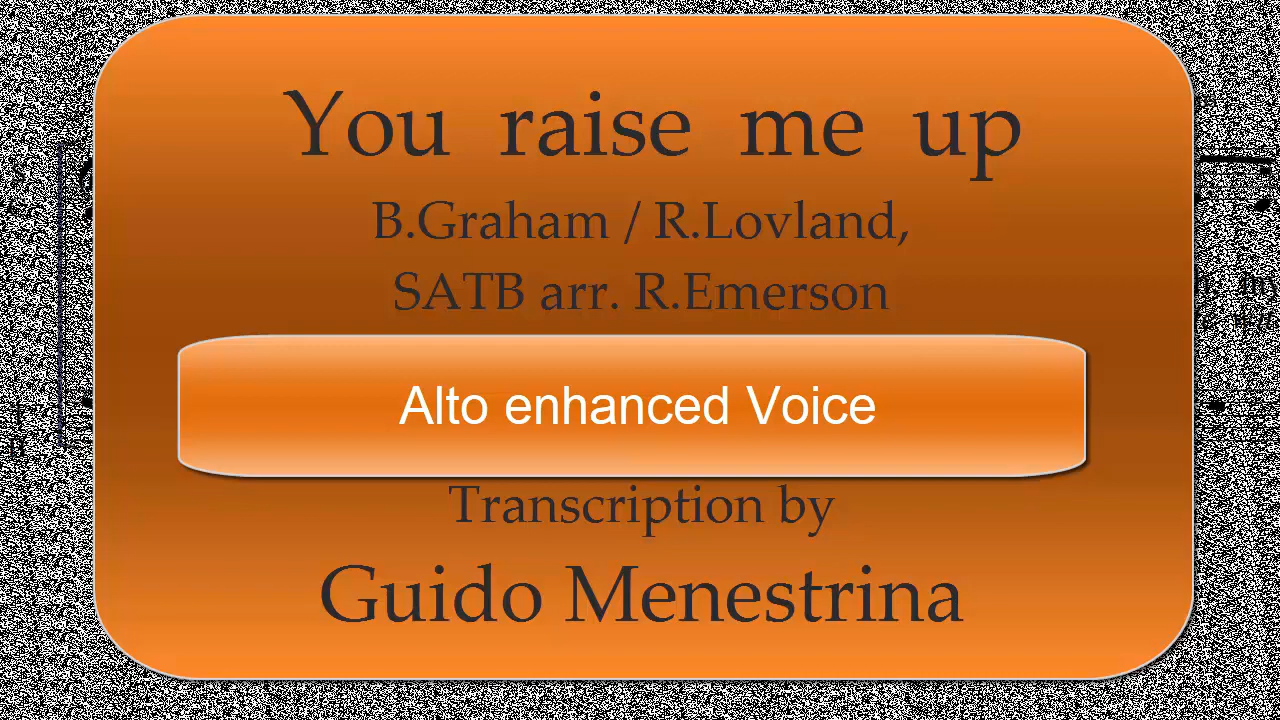 You raise me up
B.Graham / R.Lovland,
SATB arr. R.Emerson
Alto enhanced Voice
Transcription by
Guido Menestrina